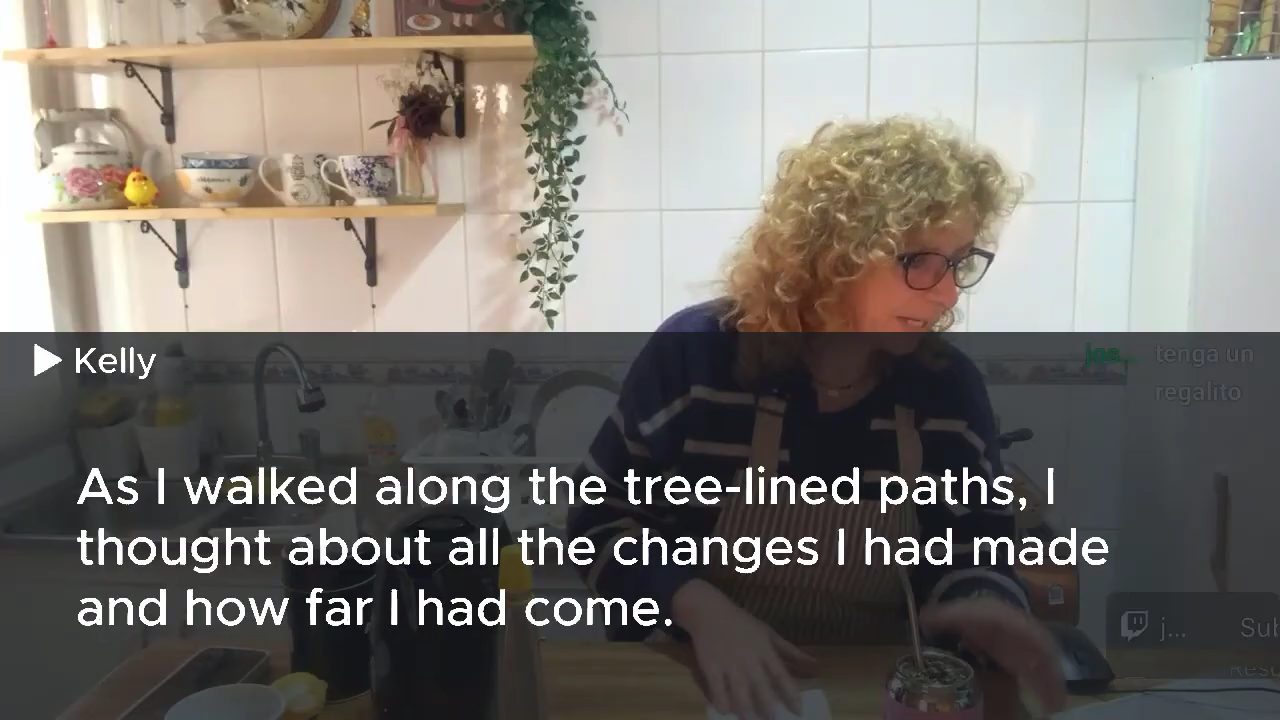 Kelly
jos...
tenga un
regalito
As I walked along the tree-lined paths, I
thought about all the changes I had made
and how far I had come.
j...